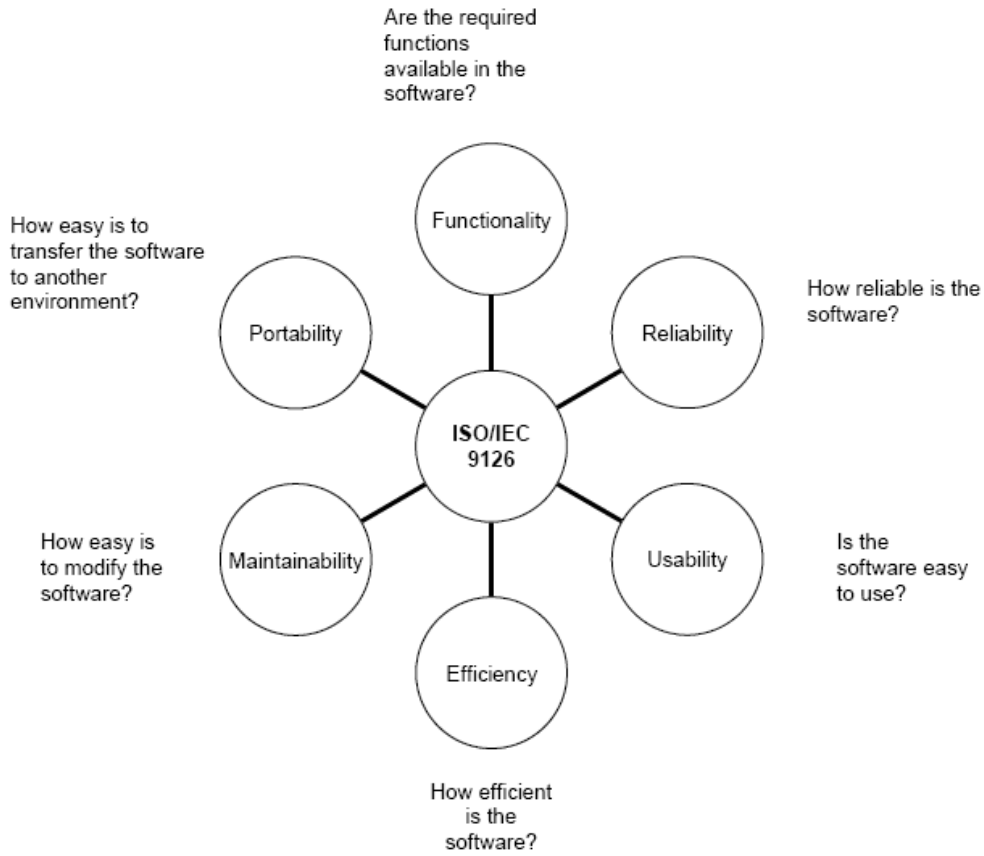 Are the required
functions
available in the
software?
Functionality
How easy is to
transfer the software
to another
environment?
Portability
How reliable is the
software?
Reliability
ISO/IEC
9126
How easy is
to modify the
software?
Maintainability
Usability
Is the
software easy
to use?
Efficiency
How efficient
is the
software?